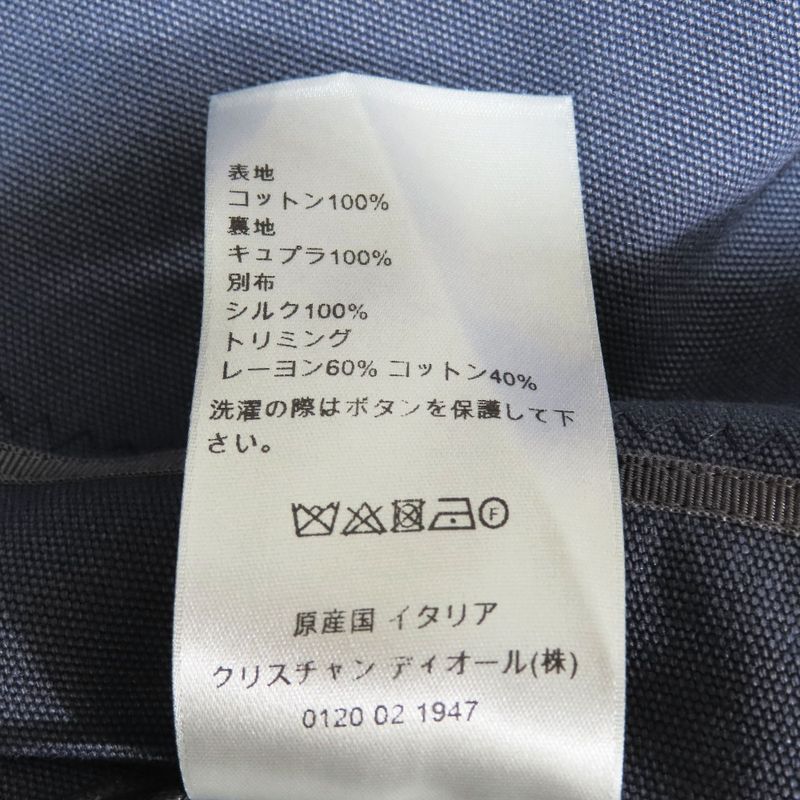 表地
コットン100%
裏地
キュプラ100%
別布
シルク100%
トリミング
レーヨン60% コットン40%
洗濯の際はボタンを保護して下
さい。
F
原産国 イタリア
クリスチャン ディオール(株)
0120 02 1947